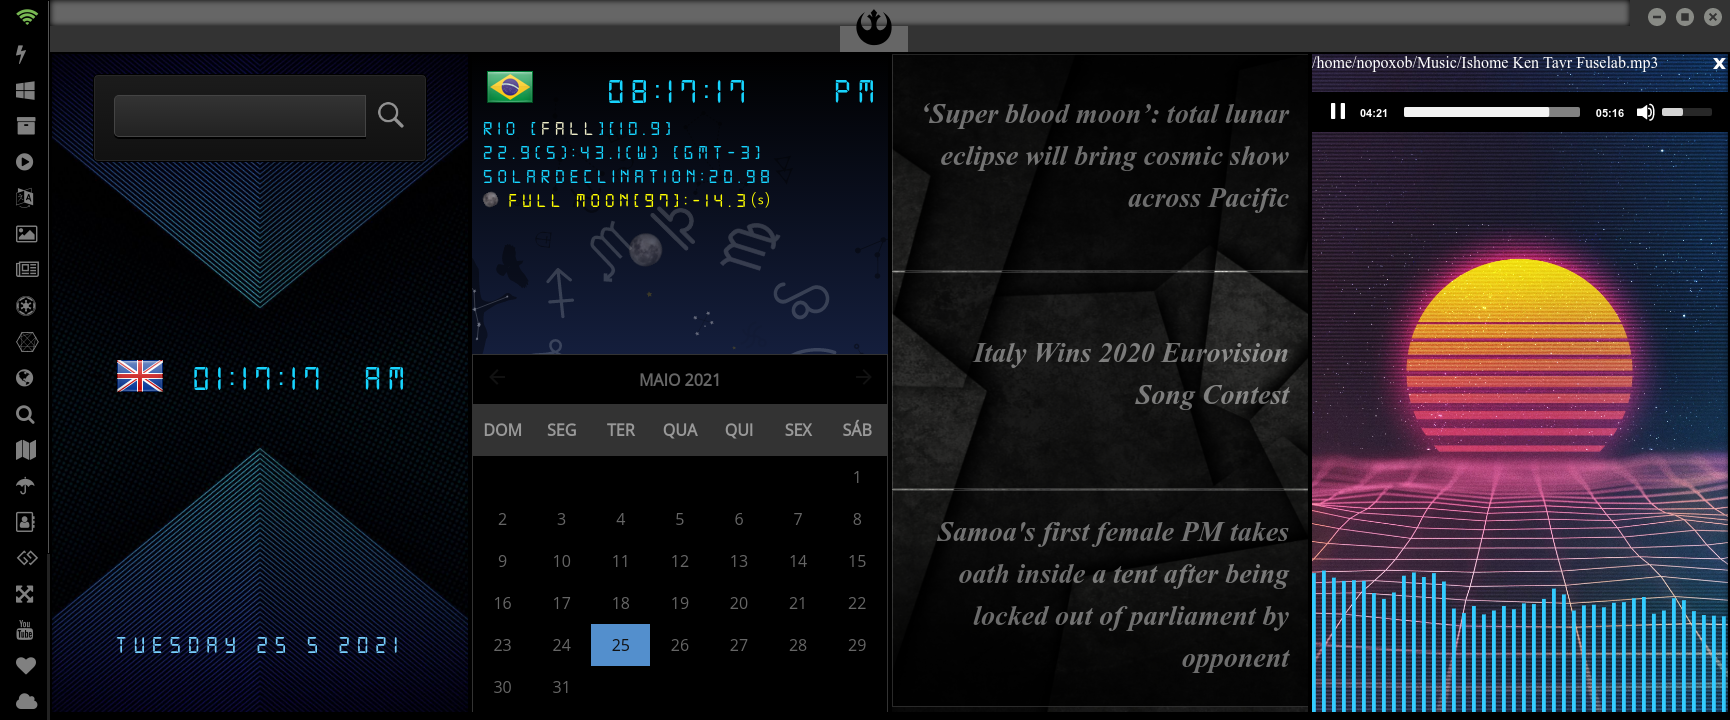 01:17:17 AM
TUESDAY 25 5 2021
08:17:17 PM
RIO [FALL][10.9]
22.9(S):43.1(W) [GMT-3]
SOLARDECLINATION:20.98
FULL MOON[97]:-14.3(s)
MAIO 2021
DOM SEG TER QUA QUI SEX SÁB
1
2 3 4 5 6 7 8
9 10 11 12 13 14 15
16 17 18 19 20 21 22
23 24 25 26 27 28 29
30 31
‘Super blood moon’: total lunar
eclipse will bring cosmic show
across Pacific
Italy Wins 2020 Eurovision
Song Contest
Samoa's first female PM takes
oath inside a tent after being
locked out of parliament by
opponent
/home/nopoxob/Music/Ishome Ken Tavr Fuselab.mp3 x
04:21 05:16
You
Tube